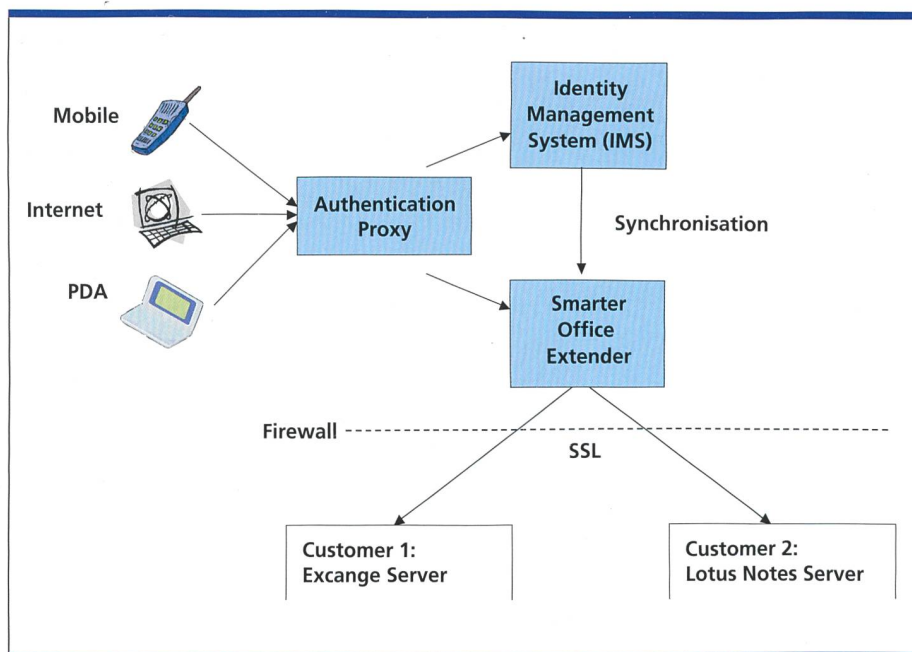 Mobile
Internet
PDA
Authentication
Proxy
Identity
Management
System (IMS)
Synchronisation
Smarter
Office
Extender
Firewall
SSL
Customer 1:
Excange Server
Customer 2:
Lotus Notes Server